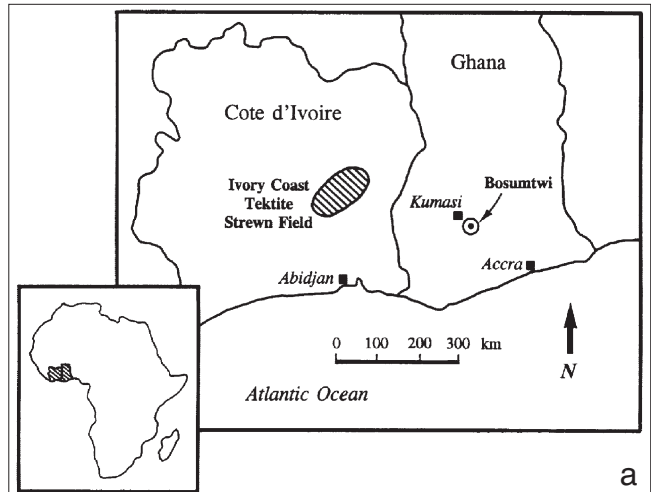 Ghana
Cote d'Ivoire
Ivory Coast
Tektite
Strewn Field
Bosumtwi
Kumasi
Abidjan
Accra
0 100 200 300 km
N
Atlantic Ocean
a